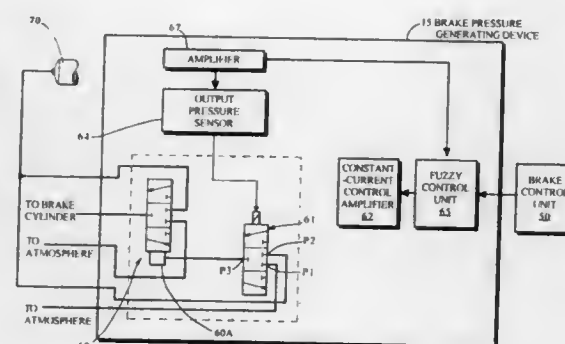 70
15 BRAKE PRESSURE
GENERATING DEVICE
67
AMPLIFIER
OUTPUT
PRESSURE
SENSOR
64
CONSTANT
-CURRENT
CONTROL
AMPLIFIER
62
FUZZY
CONTROL
UNIT
65
BRAKE
CONTROL
UNIT
50
TO BRAKE
CYLINDER
TO
ATMOSPHERE
61
P2
P3
P1
60A
TO
ATMOSPHERE